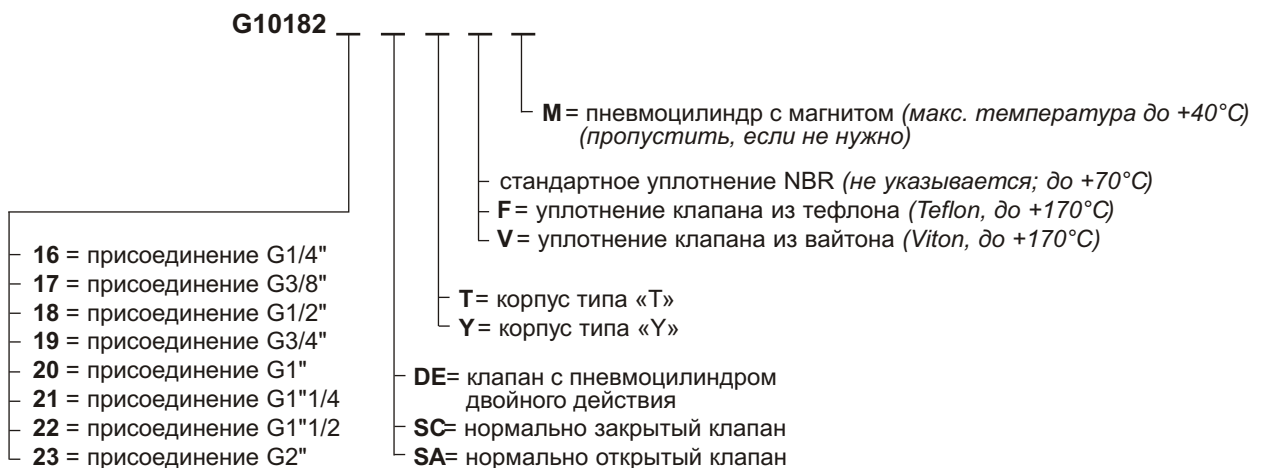 G10182 _ _ _ _ _
M= пневмоцилиндр с магнитом (макс. температура до +40°C)
(пропустить, если не нужно)
стандартное уплотнение NBR (не указывается; до +70°C)
F= уплотнение клапана из тефлона (Teflon, до +170°C)
V= уплотнение клапана из вайтона (Viton, до +170°C)
T= корпус типа «T»
Y= корпус типа «Y»
DE= клапан с пневмоцилиндром
двойного действия
SC= нормально закрытый клапан
SA= нормально открытый клапан
16 = присоединение G1/4"
17 = присоединение G3/8"
18 = присоединение G1/2"
19 = присоединение G3/4"
20 = присоединение G1"
21 = присоединение G1"1/4
22 = присоединение G1"1/2
23 = присоединение G2"